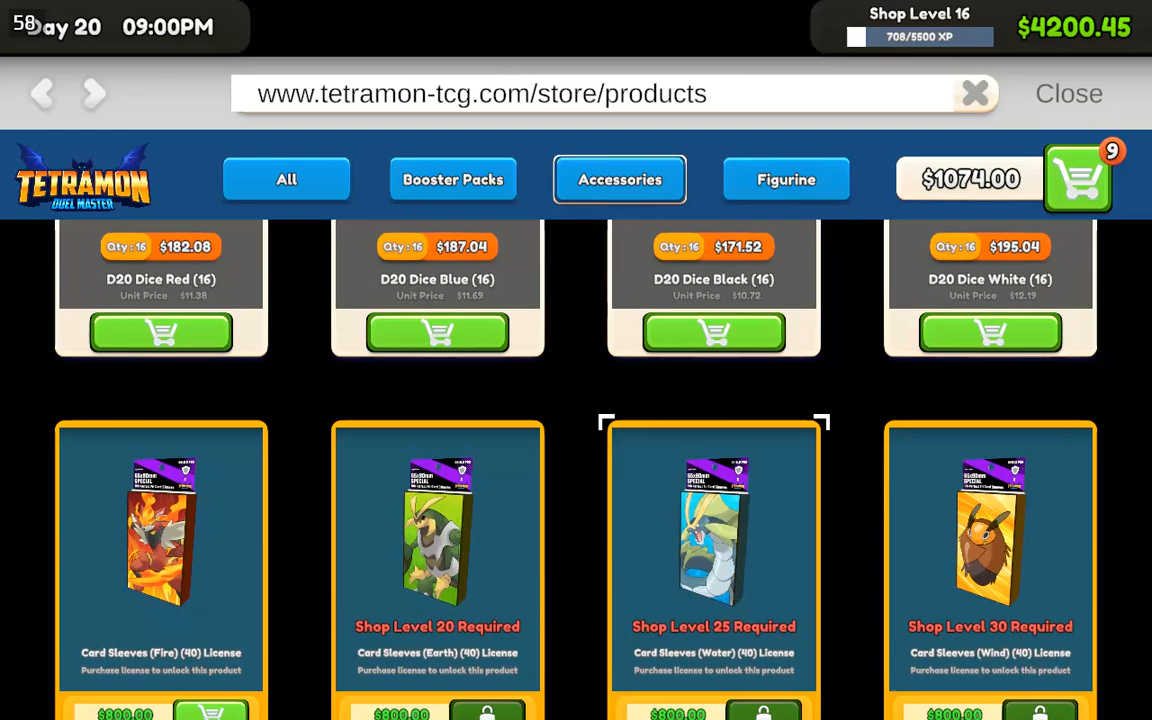 58
Day 20 09:00PM
Shop Level 16
708/5500 XP
$4200.45
www.tetramon-tcg.com/store/products
Close
TETRAMON
DUEL MASTER
All
Booster Packs
Accessories
Figurine
$1074.00
9
Qty : 16 $182.08
D20 Dice Red (16)
Unit Price $11.38
Qty : 16 $187.04
D20 Dice Blue (16)
Unit Price $11.69
Qty : 16 $171.52
D20 Dice Black (16)
Unit Price $10.72
Qty : 16 $195.04
D20 Dice White (16)
Unit Price $12.19
SPECIAL
Card Sleeves (Fire) (40) License
Purchase license to unlock this product
$800.00
SPECIAL
Shop Level 20 Required
Card Sleeves (Earth) (40) License
Purchase license to unlock this product
$800.00
SPECIAL
Shop Level 25 Required
Card Sleeves (Water) (40) License
Purchase license to unlock this product
$800.00
SPECIAL
Shop Level 30 Required
Card Sleeves (Wind) (40) License
Purchase license to unlock this product
$800.00